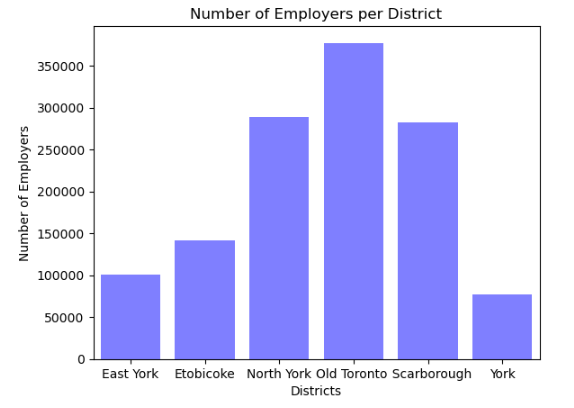 Number of Employers per District
350000
300000
250000
200000
150000
100000
50000
0
Number of Employers
East York Etobicoke North York Old Toronto Scarborough York
Districts